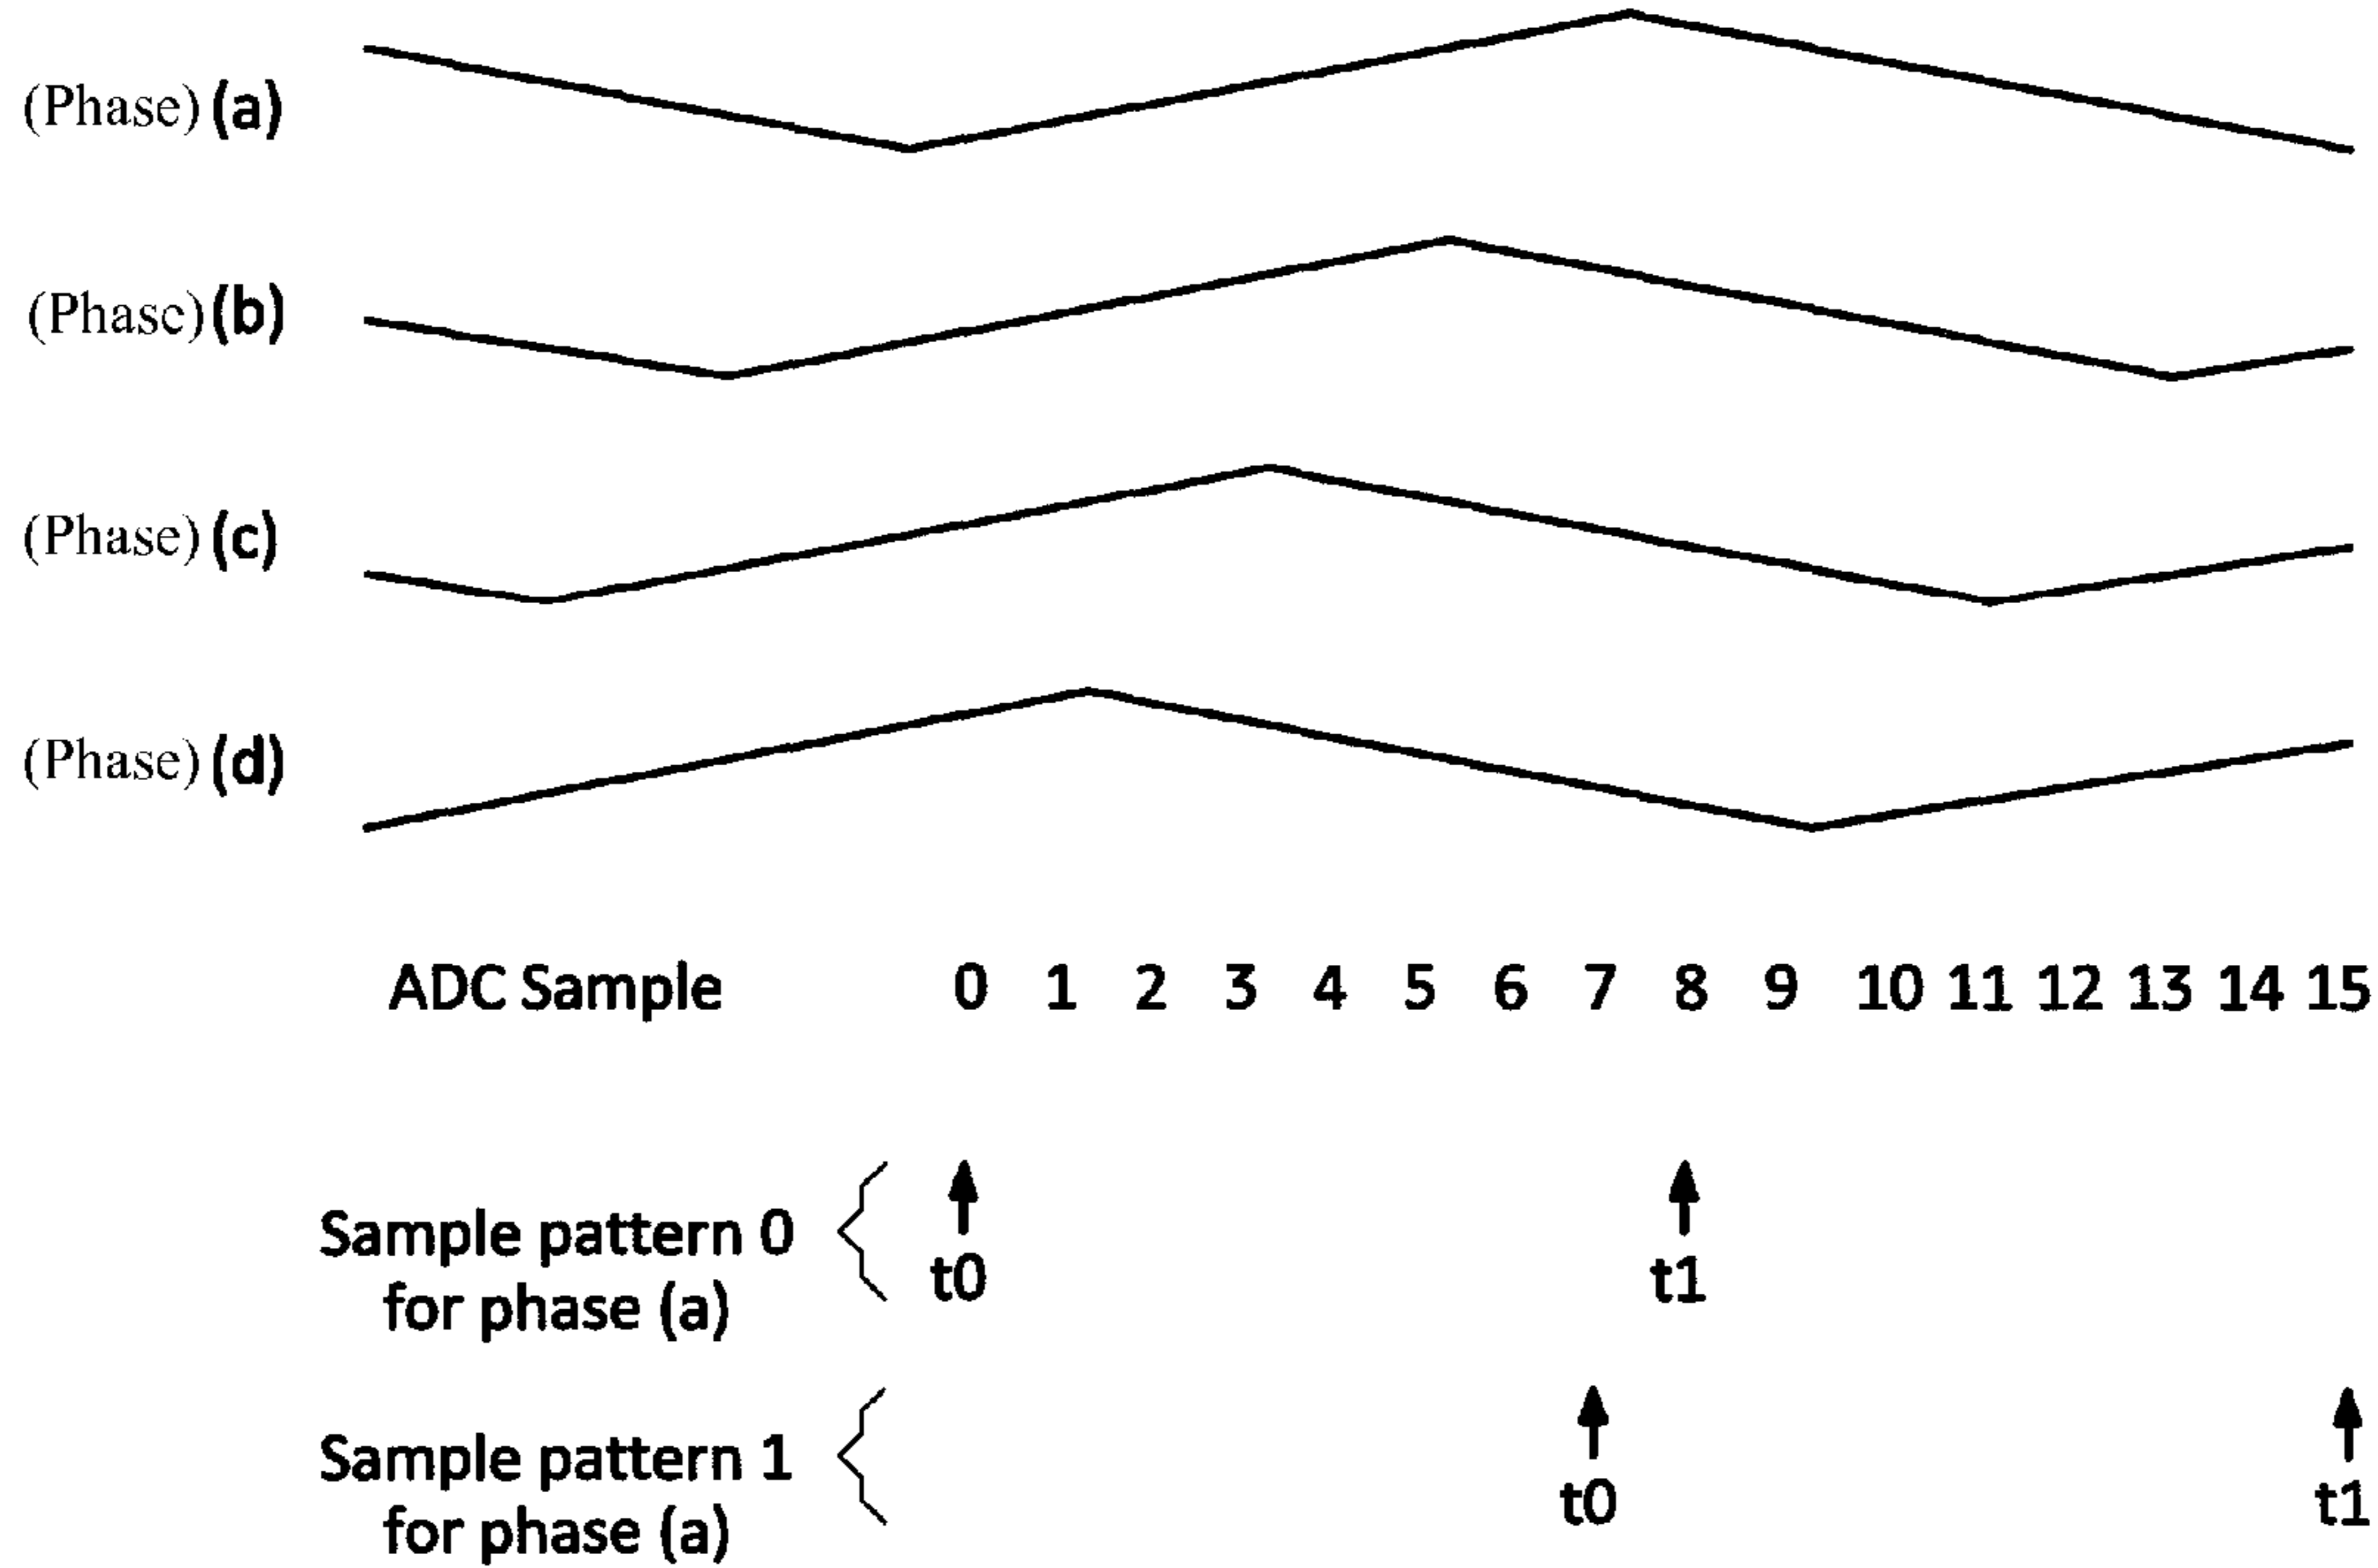 (Phase) (a)
(Phase) (b)
(Phase) (c)
(Phase) (d)
ADC Sample 0 1 2 3 4 5 6 7 8 9 10 11 12 13 14 15
Sample pattern 0
for phase (a)
t0 t1
Sample pattern 1
for phase (a)
t0 t1